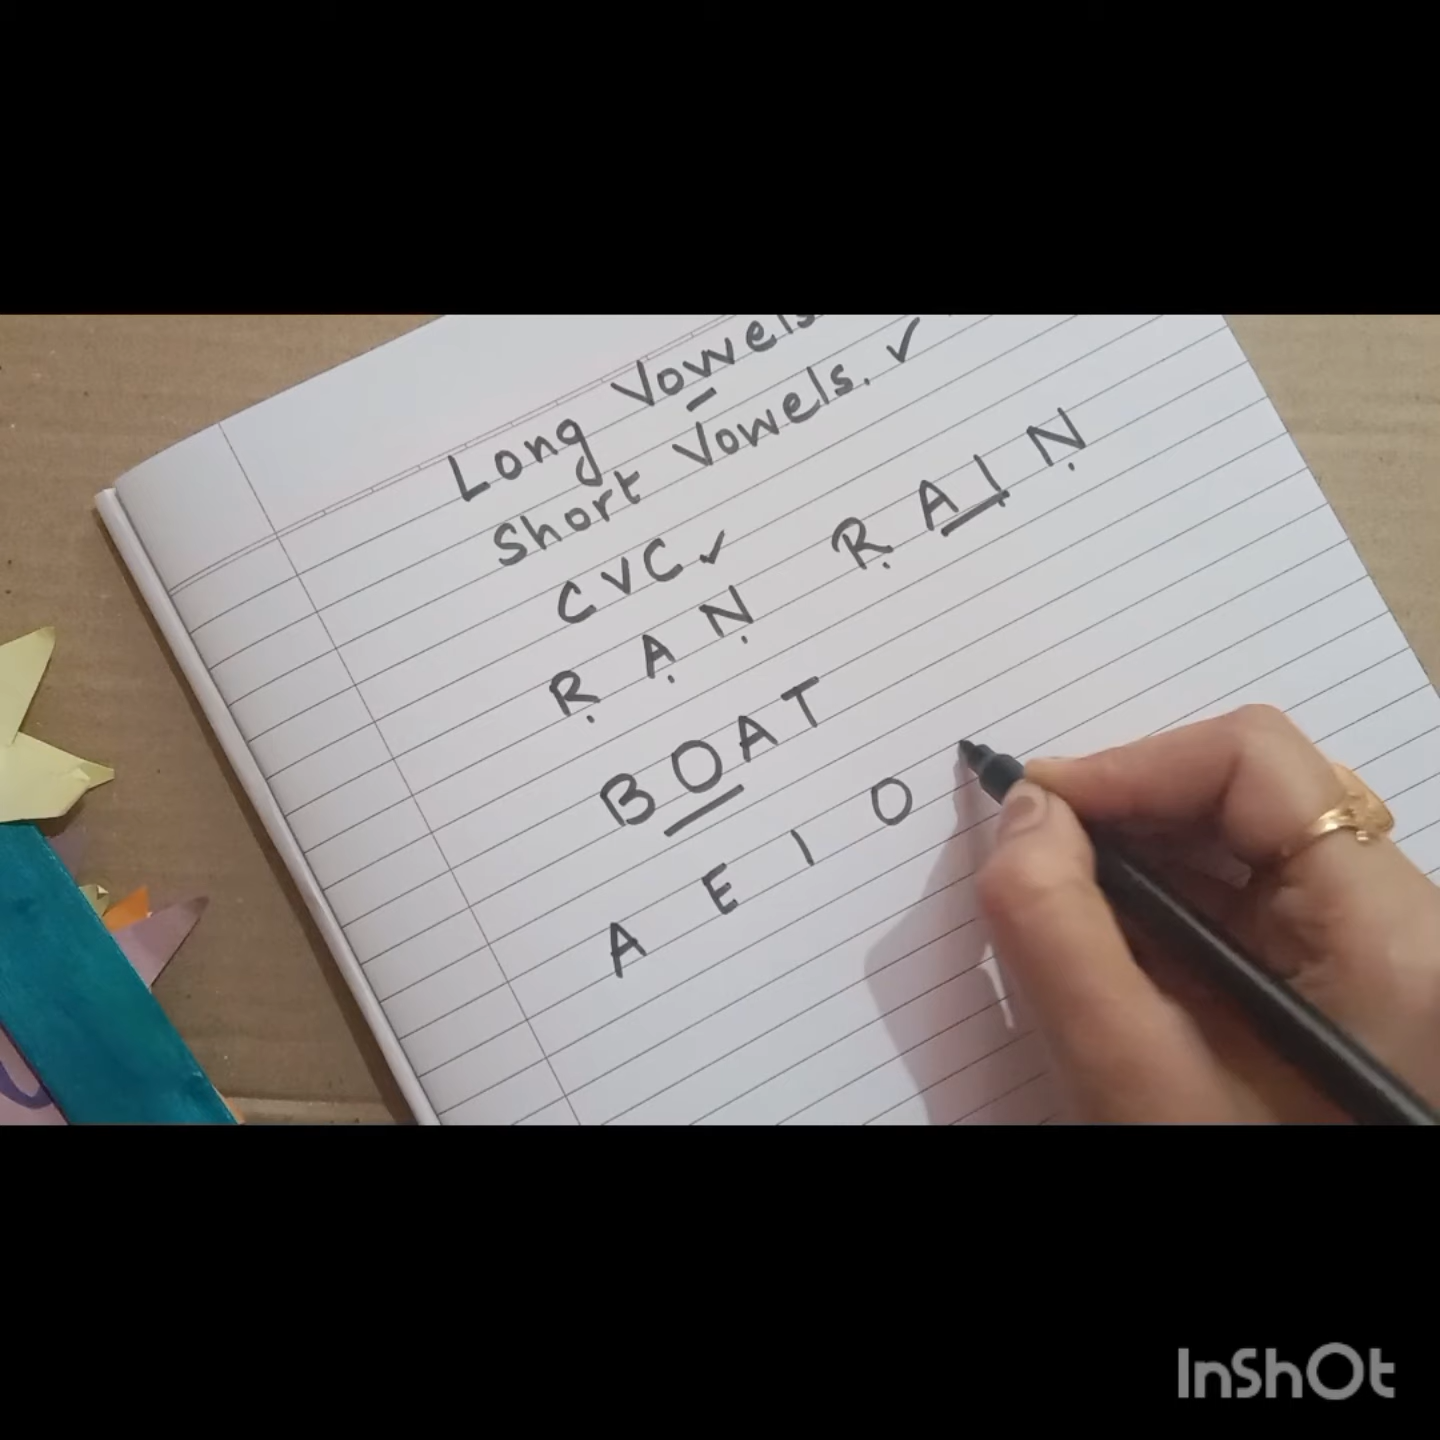 Long Vowels
Short Vowels. ✓
CVC ✓
RAN RAIN
BOAT
A E I O
InShOt